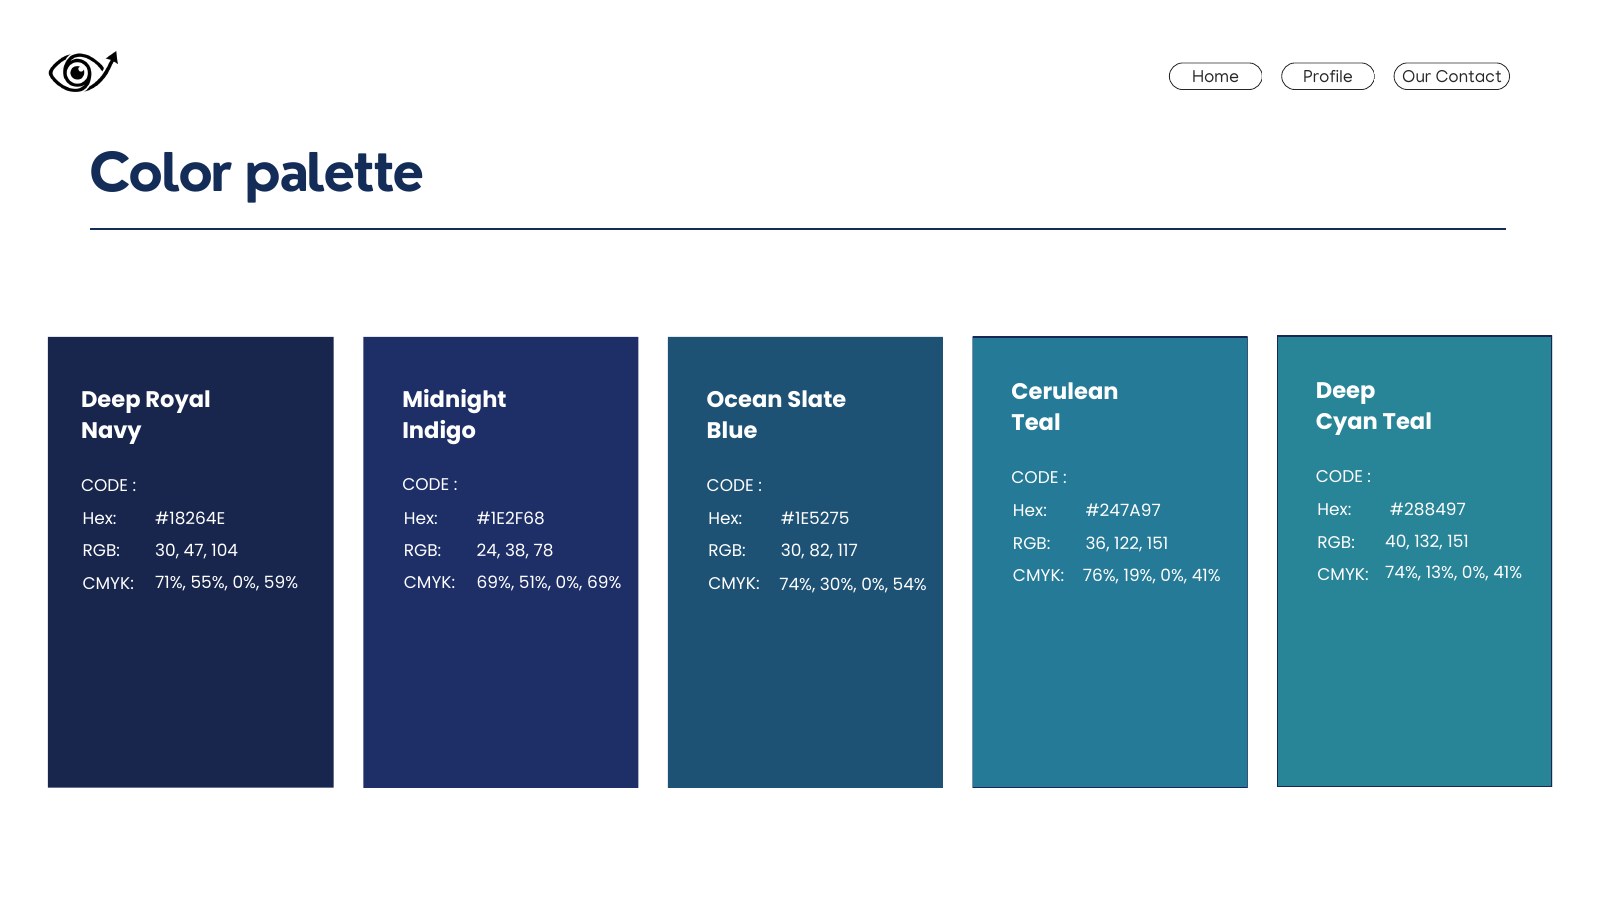 Home
Profile
Our Contact
Color palette
Deep Royal
Navy
CODE :
Hex: #18264E
RGB: 30, 47, 104
CMYK: 71%, 55%, 0%, 59%
Midnight
Indigo
CODE :
Hex: #1E2F68
RGB: 24, 38, 78
CMYK: 69%, 51%, 0%, 69%
Ocean Slate
Blue
CODE :
Hex: #1E5275
RGB: 30, 82, 117
CMYK: 74%, 30%, 0%, 54%
Cerulean
Teal
CODE :
Hex: #247A97
RGB: 36, 122, 151
CMYK: 76%, 19%, 0%, 41%
Deep
Cyan Teal
CODE :
Hex: #288497
RGB: 40, 132, 151
CMYK: 74%, 13%, 0%, 41%